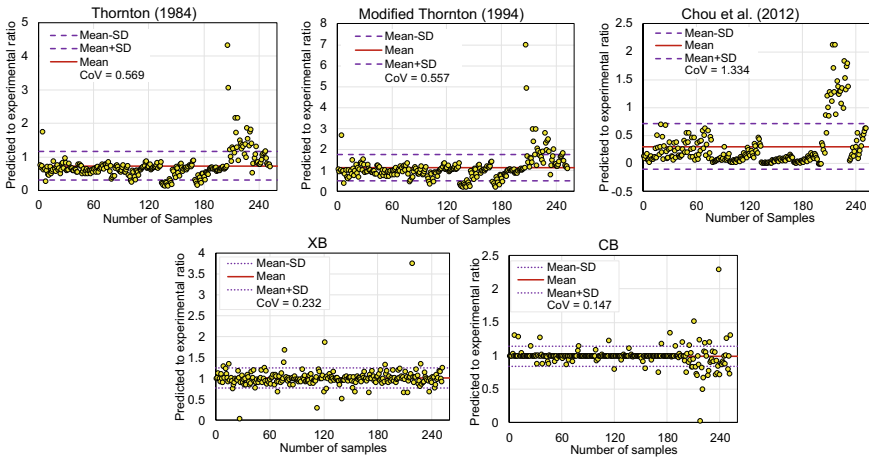 Thornton (1984)
Predicted to experimental ratio
5
4
3
2
1
0
Mean-SD
Mean+SD
Mean
CoV = 0.569
0 60 120 180 240
Number of Samples
Modified Thornton (1994)
Predicted to experimental ratio
8
7
6
5
4
3
2
1
0
Mean-SD
Mean
Mean+SD
CoV = 0.557
0 60 120 180 240
Number of Samples
Chou et al. (2012)
Predicted to experimental ratio
2.5
2
1.5
1
0.5
0
-0.5
Mean-SD
Mean
Mean+SD
CoV = 1.334
0 60 120 180 240
Number of Samples
XB
Predicted to experimental ratio
4
3.5
3
2.5
2
1.5
1
0.5
0
Mean-SD
Mean
Mean+SD
CoV = 0.232
0 60 120 180 240
Number of samples
CB
Predicted to experimental ratio
2.5
2
1.5
1
0.5
0
Mean-SD
Mean
Mean+SD
CoV = 0.147
0 60 120 180 240
Number of samples